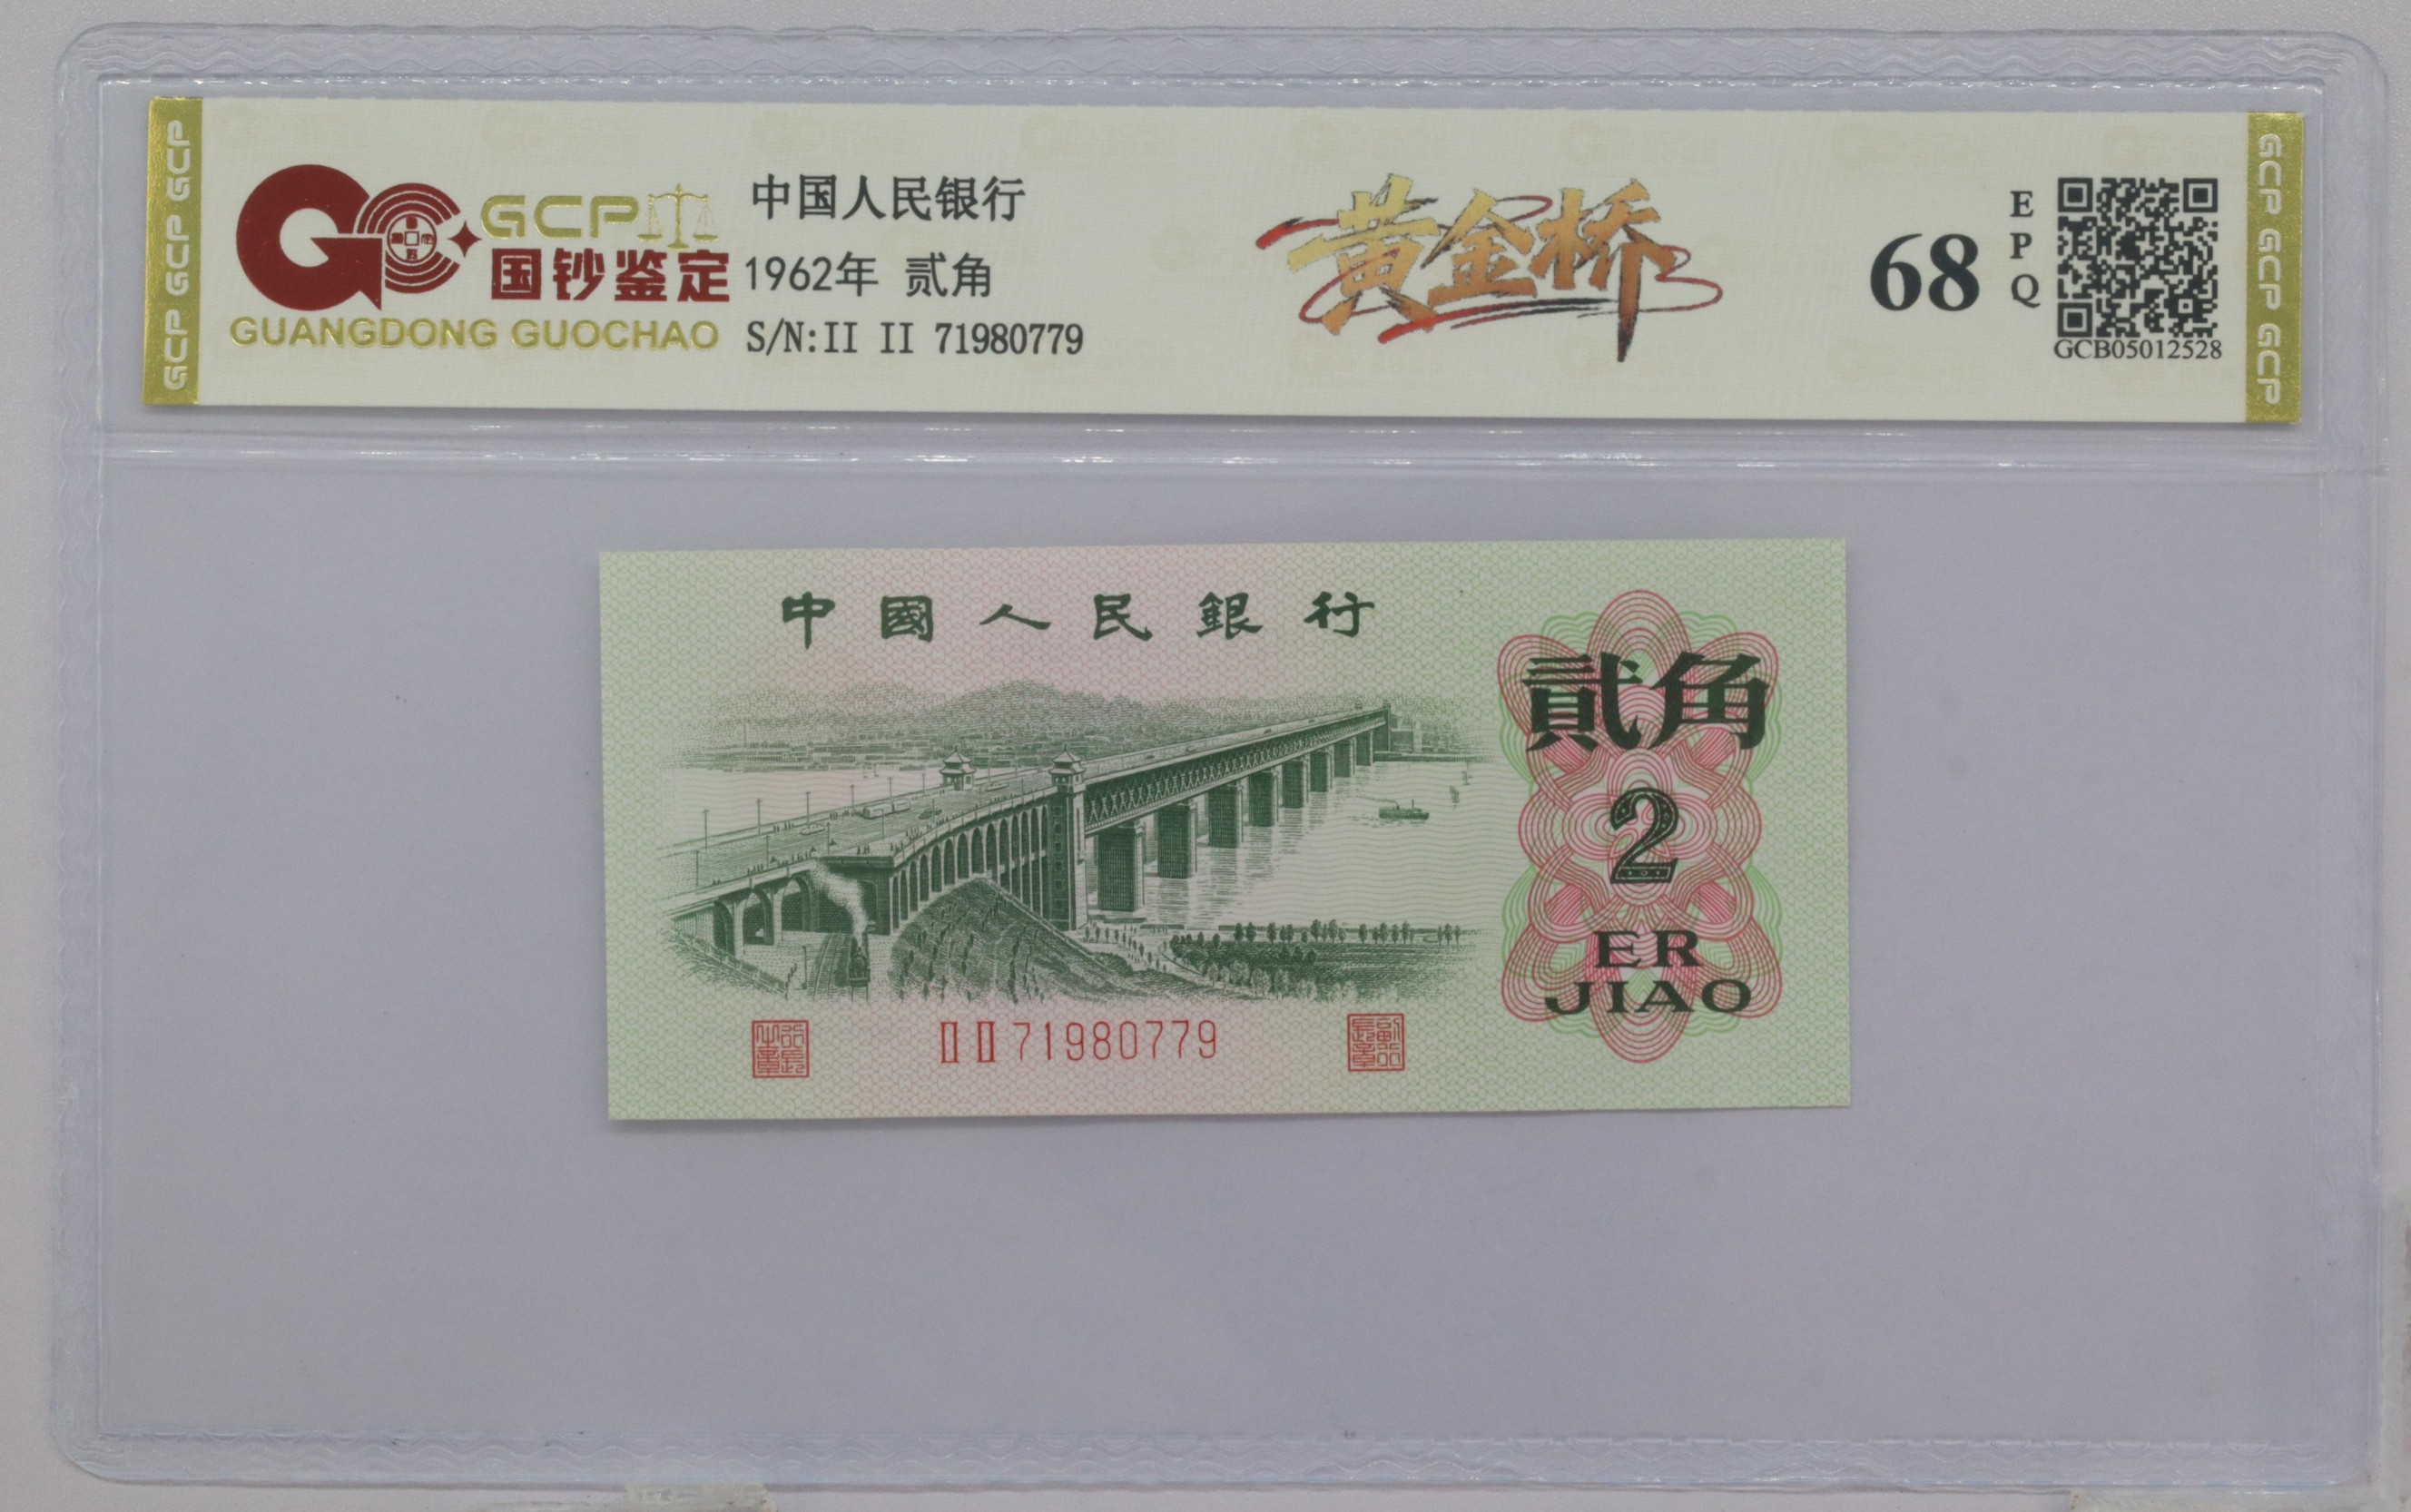 GCP GCP GCP
GCP
国钞鉴定
GUANGDONG GUOCHAO
中国人民银行
1962年 贰角
S/N:II II 71980779
黄金桥
68
EPQ
GCB05012528
GCP GCP GCP
中國人民銀行
貳角
2
ER
JIAO
II II 71980779